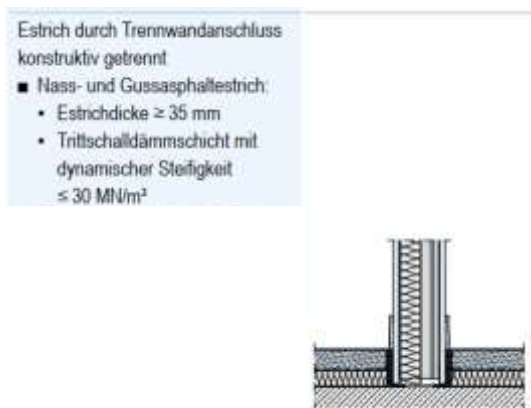 Estrich durch Trennwandanschluss
konstruktiv getrennt
■ Nass- und Gussasphaltestrich:
• Estrichdicke ≥ 35 mm
• Trittschalldämmschicht mit
dynamischer Steifigkeit
≤ 30 MN/m³